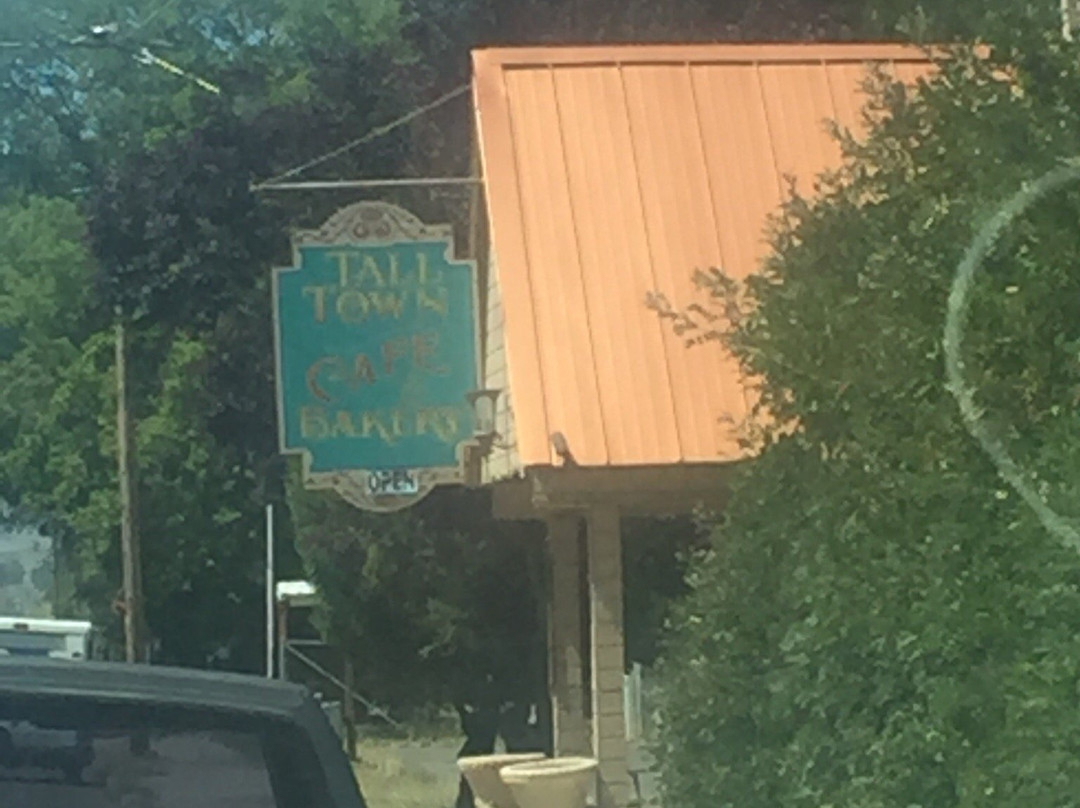 TALL
TOWN
CAFE
&
BAKERY
OPEN